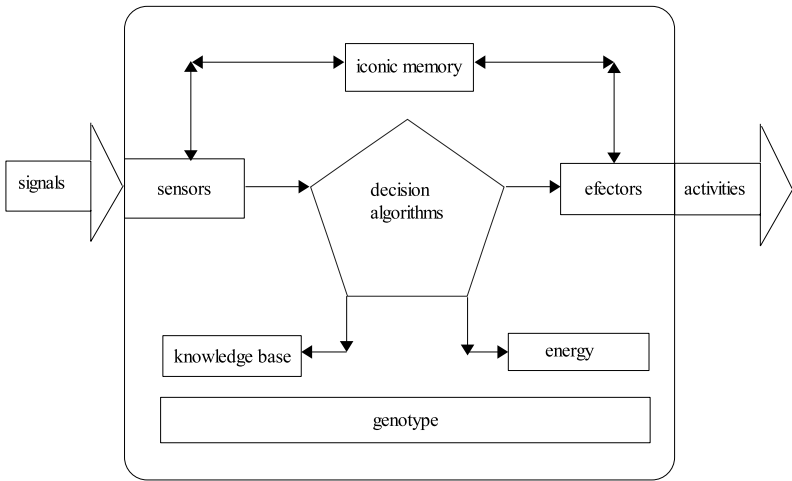 iconic memory
signals
sensors
decision
algorithms
efectors
activities
knowledge base
energy
genotype